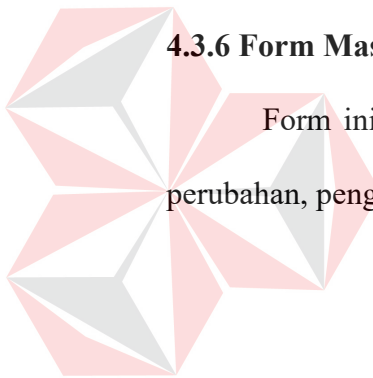 4.3.6 Form Mas
Form ini
perubahan, peng